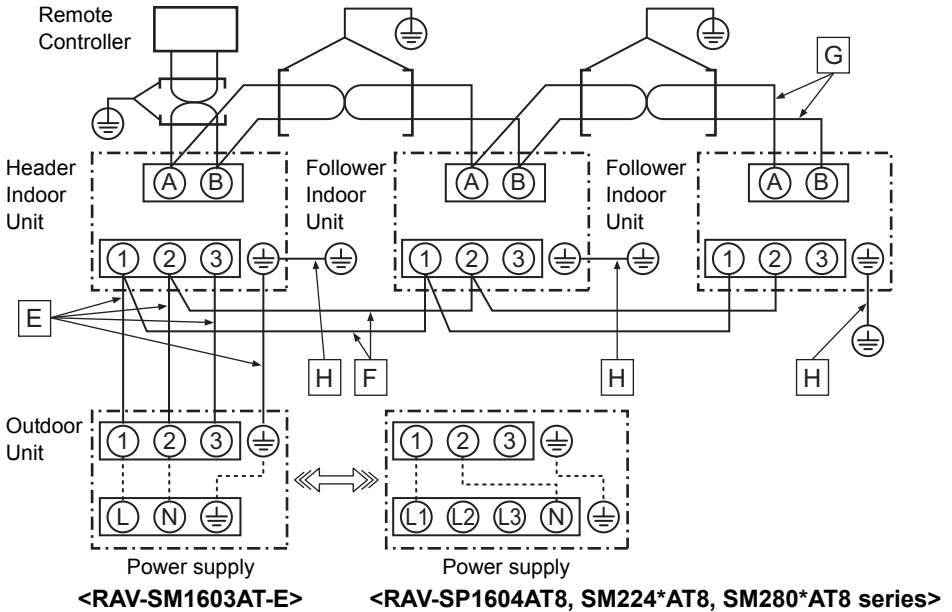 Remote
Controller
G
Header
Indoor
Unit
A B
Follower
Indoor
Unit
A B
Follower
Indoor
Unit
A B
1 2 3
1 2 3
1 2 3
E
H
F
H
H
Outdoor
Unit
1 2 3
1 2 3
L N
L1 L2 L3 N
Power supply
Power supply
<RAV-SM1603AT-E>
<RAV-SP1604AT8, SM224*AT8, SM280*AT8 series>